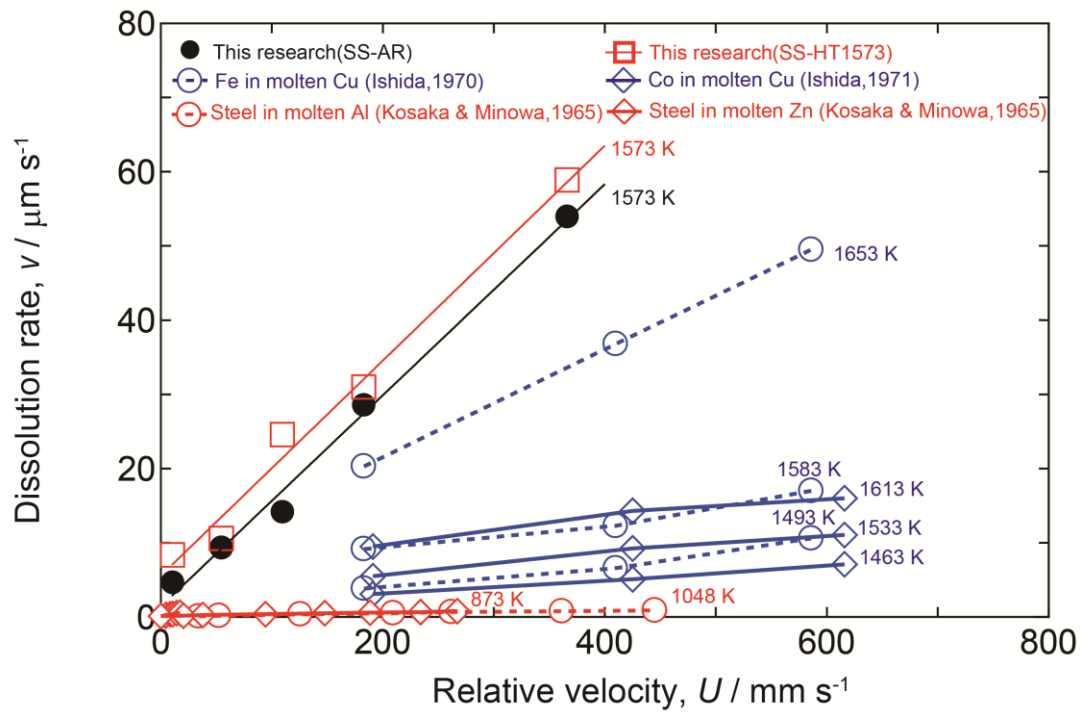 80
This research(SS-AR)
This research(SS-HT1573)
Fe in molten Cu (Ishida,1970)
Co in molten Cu (Ishida,1971)
Steel in molten Al (Kosaka & Minowa,1965)
Steel in molten Zn (Kosaka & Minowa,1965)
60
1573 K
1573 K
1653 K
40
20
1583 K
1613 K
1493 K
1533 K
1463 K
873 K
1048 K
0
0
200
400
600
800
Dissolution rate, v / μm s⁻¹
Relative velocity, U / mm s⁻¹